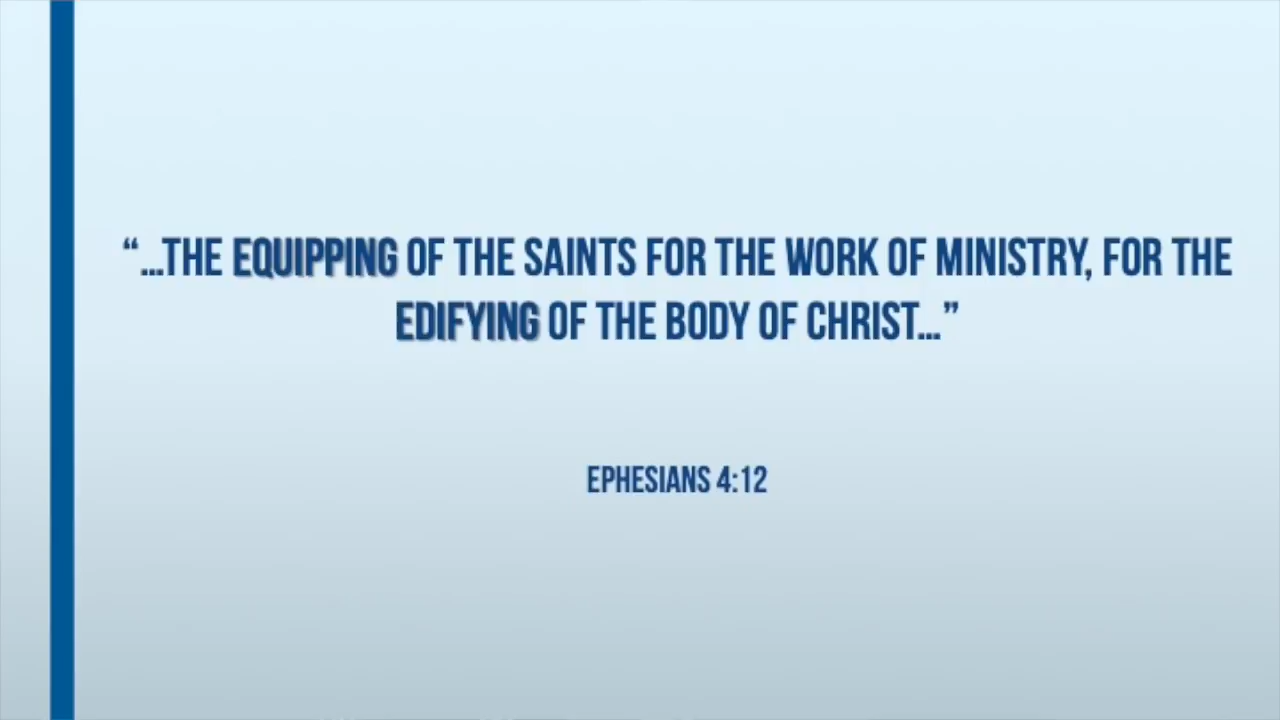 “...THE EQUIPPING OF THE SAINTS FOR THE WORK OF MINISTRY, FOR THE
EDIFYING OF THE BODY OF CHRIST...”
EPHESIANS 4:12